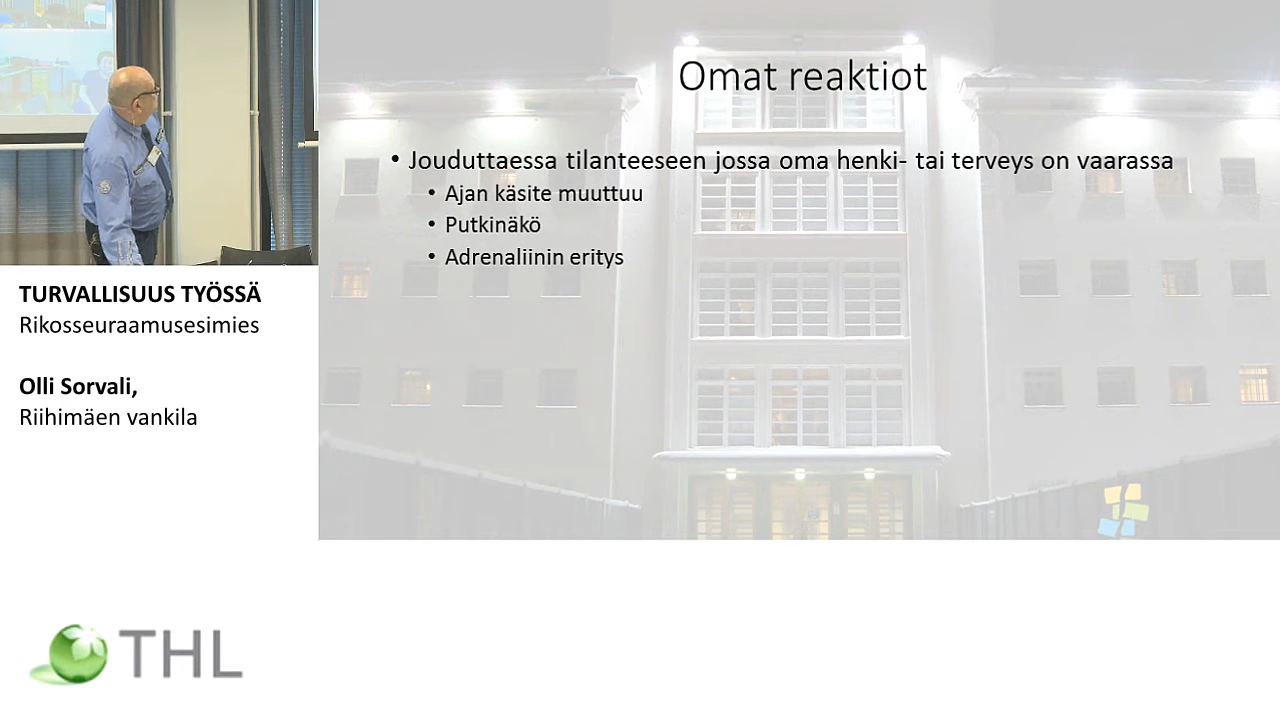 Omat reaktiot
• Jouduttaessa tilanteeseen jossa oma henki- tai terveys on vaarassa
• Ajan käsite muuttuu
• Putkinäkö
• Adrenaliinin eritys
TURVALLISUUS TYÖSSÄ
Rikosseuraamusesimies
Olli Sorvali,
Riihimäen vankila
THL